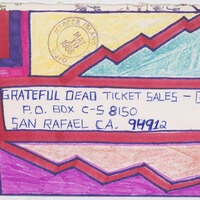 GRATEFUL DEAD TICKET SALES –
P.O. BOX C-S 8150
SAN RAFAEL CA. 94912